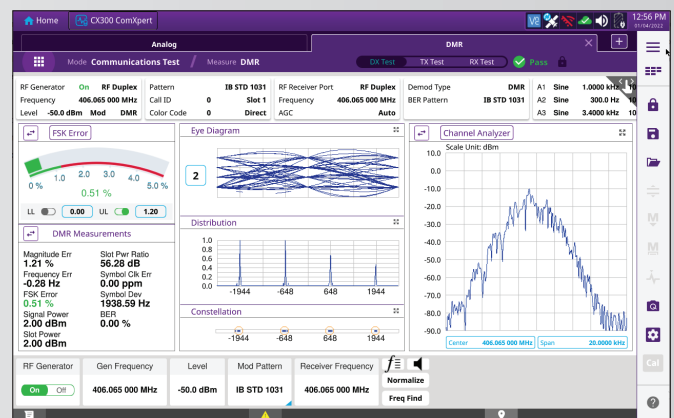 Home CX300 ComXpert VE 12:56 PM
01/04/2022
Analog DMR
Mode Communications Test / Measure DMR DX Test TX Test RX Test Pass
RF Generator On RF Duplex
Frequency 406.065 000 MHz
Level -50.0 dBm Mod DMR
Pattern IB STD 1031
Call ID 0 Slot 1
Color Code 0 Direct
RF Receiver Port RF Duplex
Frequency 406.065 000 MHz
AGC Auto
Demod Type DMR
BER Pattern IB STD 1031
A1 Sine 1.0000 kHz 10
A2 Sine 300.0 Hz 10
A3 Sine 3.4000 kHz 10
FSK Error
0 % 1.0 2.0 3.0 4.0 5.0 %
0.51 %
LL 0.00 UL 1.20
DMR Measurements
Magnitude Err
1.21 %
Frequency Err
-0.28 Hz
FSK Error
0.51 %
Signal Power
2.00 dBm
Slot Power
2.00 dBm
Slot Pwr Ratio
56.28 dB
Symbol Clk Err
0.00 ppm
Symbol Dev
1938.59 Hz
BER
0.00 %
Eye Diagram
2
Distribution
1.0
0.8
0.6
0.4
0.2
0.0
-1944 -648 648 1944
Constellation
-1944 -648 648 1944
Channel Analyzer
Scale Unit: dBm
10.0
0.0
-10.0
-20.0
-30.0
-40.0
-50.0
-60.0
-70.0
-80.0
-90.0
Center 406.065 000 MHz Span 20.0000 kHz
RF Generator
On Off
Gen Frequency
406.065 000 MHz
Level
-50.0 dBm
Mod Pattern
IB STD 1031
Receiver Frequency
406.065 000 MHz
Normalize
Freq Find
M
M
Cal